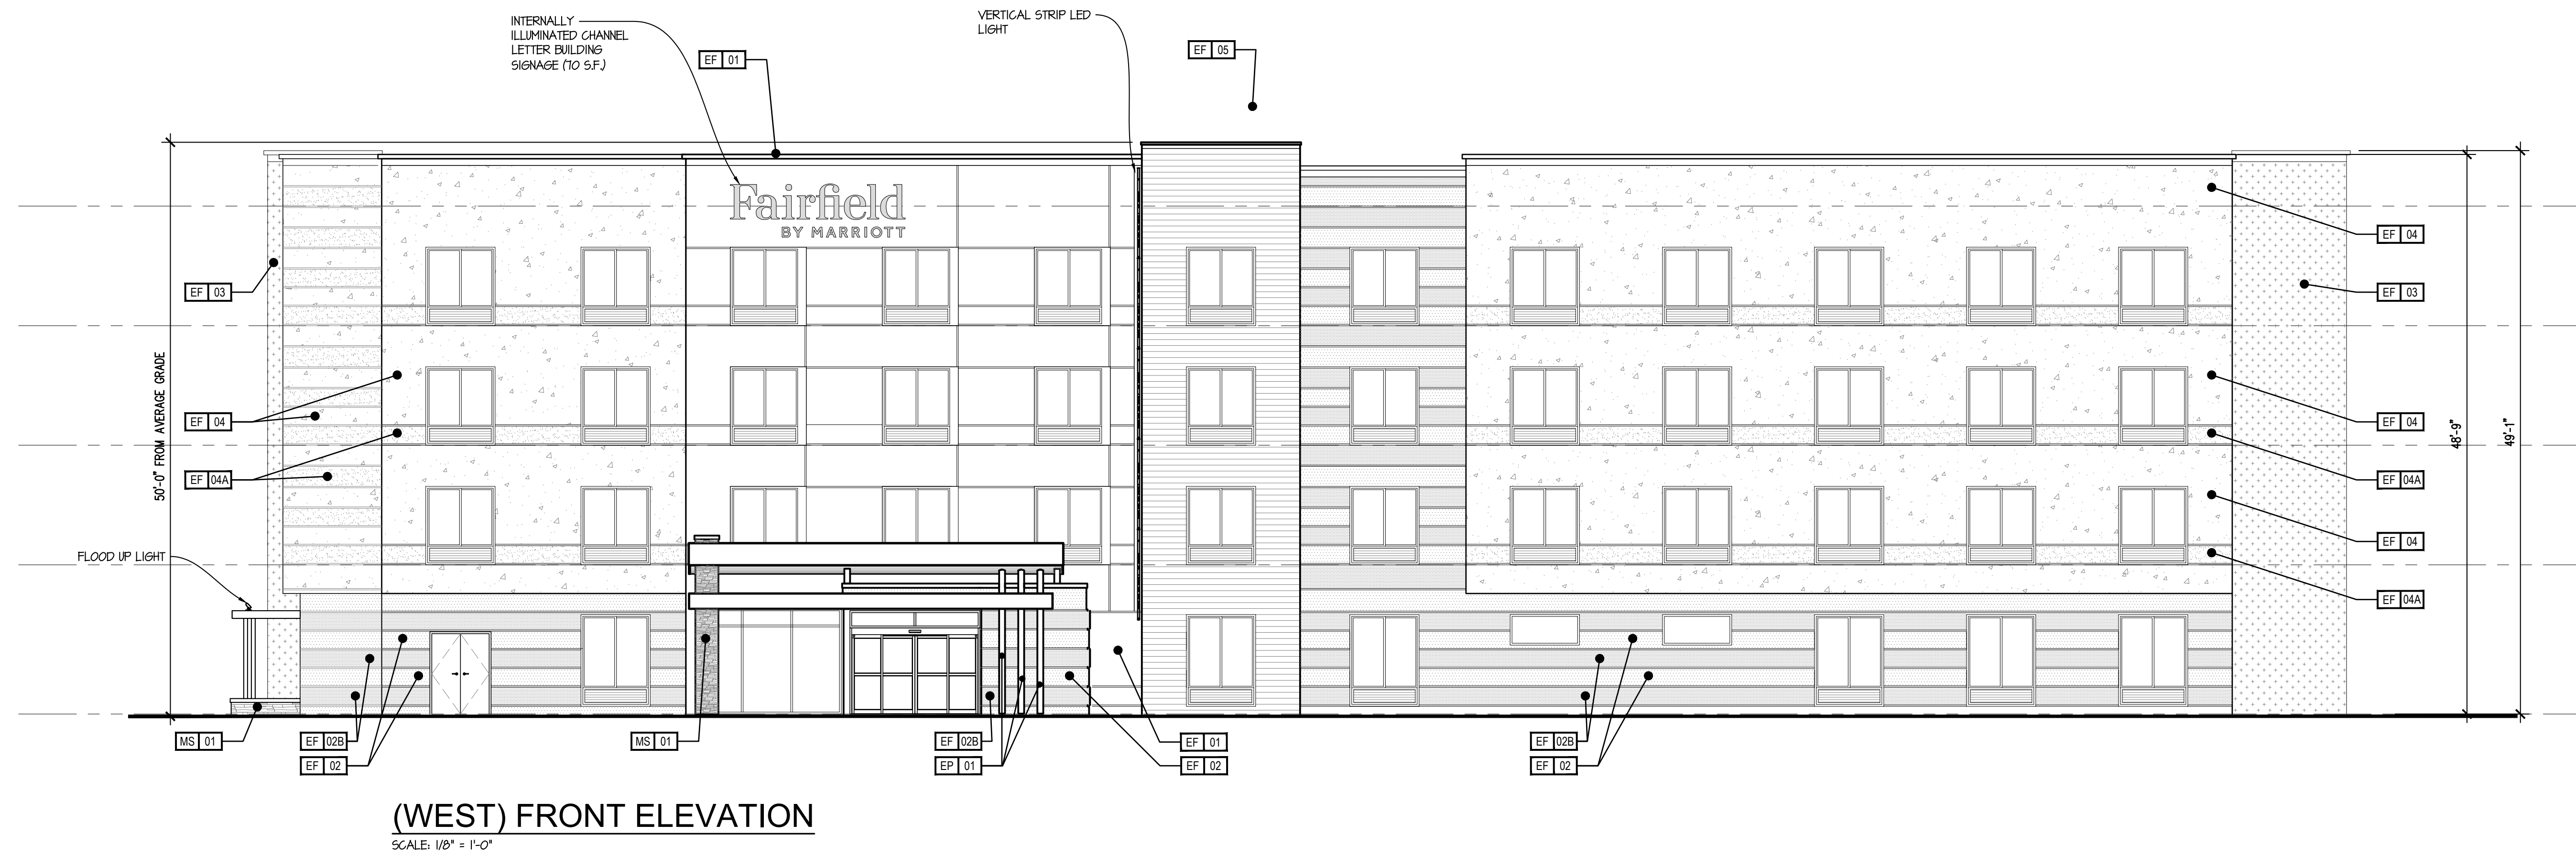 INTERNALLY
ILLUMINATED CHANNEL
LETTER BUILDING
SIGNAGE (70 S.F.)
VERTICAL STRIP LED
LIGHT
EF 01
EF 05
Fairfield
BY MARRIOTT
EF 03
EF 04
EF 04A
50'-0" FROM AVERAGE GRADE
FLOOD UP LIGHT
EF 04
EF 03
EF 04
EF 04A
EF 04
EF 04A
48'-9"
49'-1"
MS 01
EF 02B
EF 02
MS 01
EF 02B
EP 01
EF 01
EF 02
EF 02B
EF 02
(WEST) FRONT ELEVATION
SCALE: 1/8" = 1'-0"